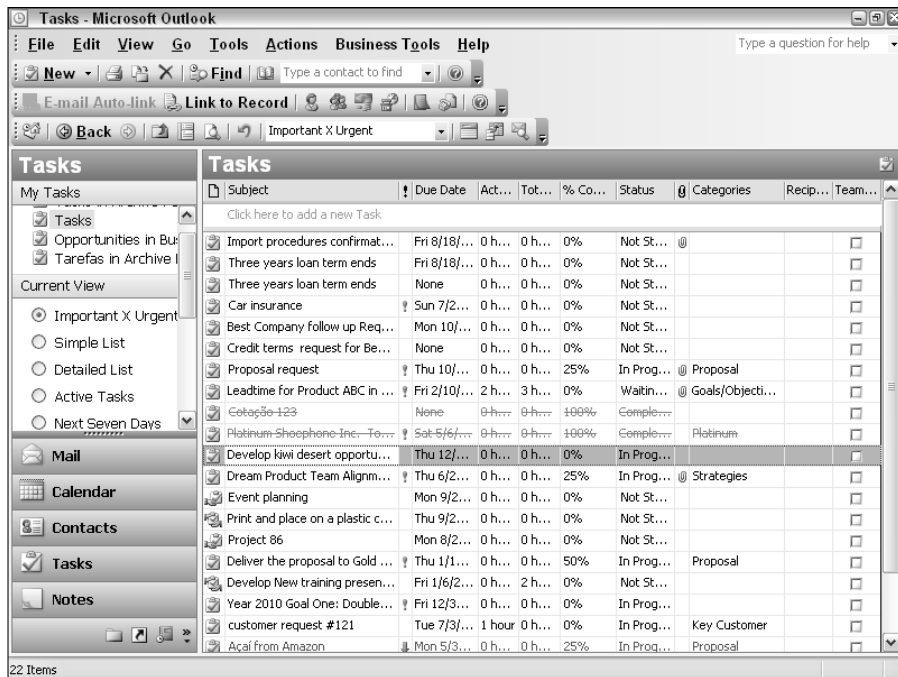 Tasks - Microsoft Outlook
File Edit View Go Tools Actions Business Tools Help Type a question for help
New Find Type a contact to find
E-mail Auto-link Link to Record
Back Important X Urgent
Tasks
My Tasks
Tasks
Opportunities in Bu
Tarefas in Archive
Current View
Important X Urgent
Simple List
Detailed List
Active Tasks
Next Seven Days
Mail
Calendar
Contacts
Tasks
Notes
Tasks
Subject ! Due Date Act... Tot... % Co... Status Categories Recip... Team...
Click here to add a new Task
Import procedures confirmat... Fri 8/18/... 0 h... 0 h... 0% Not St...
Three years loan term ends Fri 8/18/... 0 h... 0 h... 0% Not St...
Three years loan term ends None 0 h... 0 h... 0% Not St...
Car insurance Sun 7/2... 0 h... 0 h... 0% Not St...
Best Company follow up Req... Mon 10/... 0 h... 0 h... 0% Not St...
Credit terms request for Be... None 0 h... 0 h... 0% Not St...
Proposal request Thu 10/... 0 h... 0 h... 25% In Prog... Proposal
Leadtime for Product ABC in ... Fri 2/10/... 2 h... 3 h... 0% Waitin... Goals/Objecti...
Cotação 123 None 0 h... 0 h... 100% Comple...
Platinum Shoephone Inc. To... Sat 5/6/... 0 h... 0 h... 100% Comple... Platinum
Develop kiwi desert opportu... Thu 12/... 0 h... 0 h... 0% In Prog...
Dream Product Team Alignm... Thu 6/2... 0 h... 0 h... 25% In Prog... Strategies
Event planning Mon 9/2... 0 h... 0 h... 0% Not St...
Print and place on a plastic c... Thu 9/2... 0 h... 0 h... 0% Not St...
Project 86 Mon 8/2... 0 h... 0 h... 0% Not St...
Deliver the proposal to Gold ... Thu 1/1... 0 h... 0 h... 50% In Prog... Proposal
Develop New training presen... Fri 1/6/2... 0 h... 2 h... 0% Not St...
Year 2010 Goal One: Double... Fri 12/3... 0 h... 0 h... 0% In Prog...
customer request #121 Tue 7/3/... 1 hour 0 h... 0% In Prog... Key Customer
Açaí from Amazon Mon 5/3... 0 h... 0 h... 25% In Prog... Proposal
22 Items